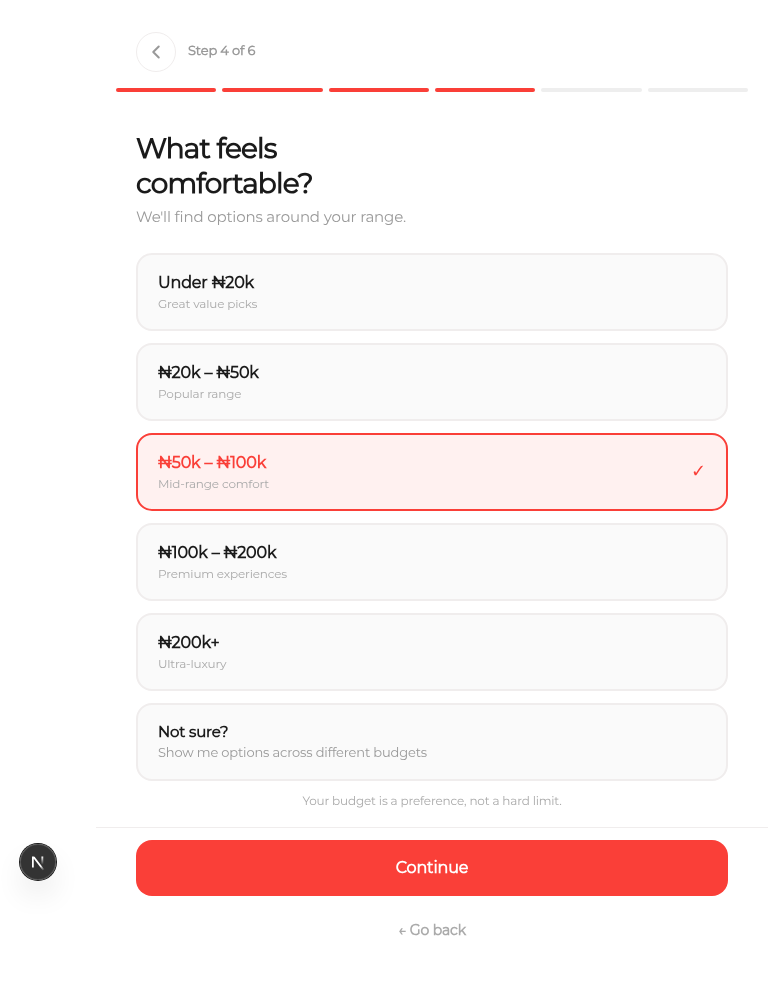 Step 4 of 6
What feels
comfortable?
We'll find options around your range.
Under ₦20k
Great value picks
₦20k – ₦50k
Popular range
₦50k – ₦100k
✓
Mid-range comfort
₦100k – ₦200k
Premium experiences
₦200k+
Ultra-luxury
Not sure?
Show me options across different budgets
Your budget is a preference, not a hard limit.
N
Continue
← Go back